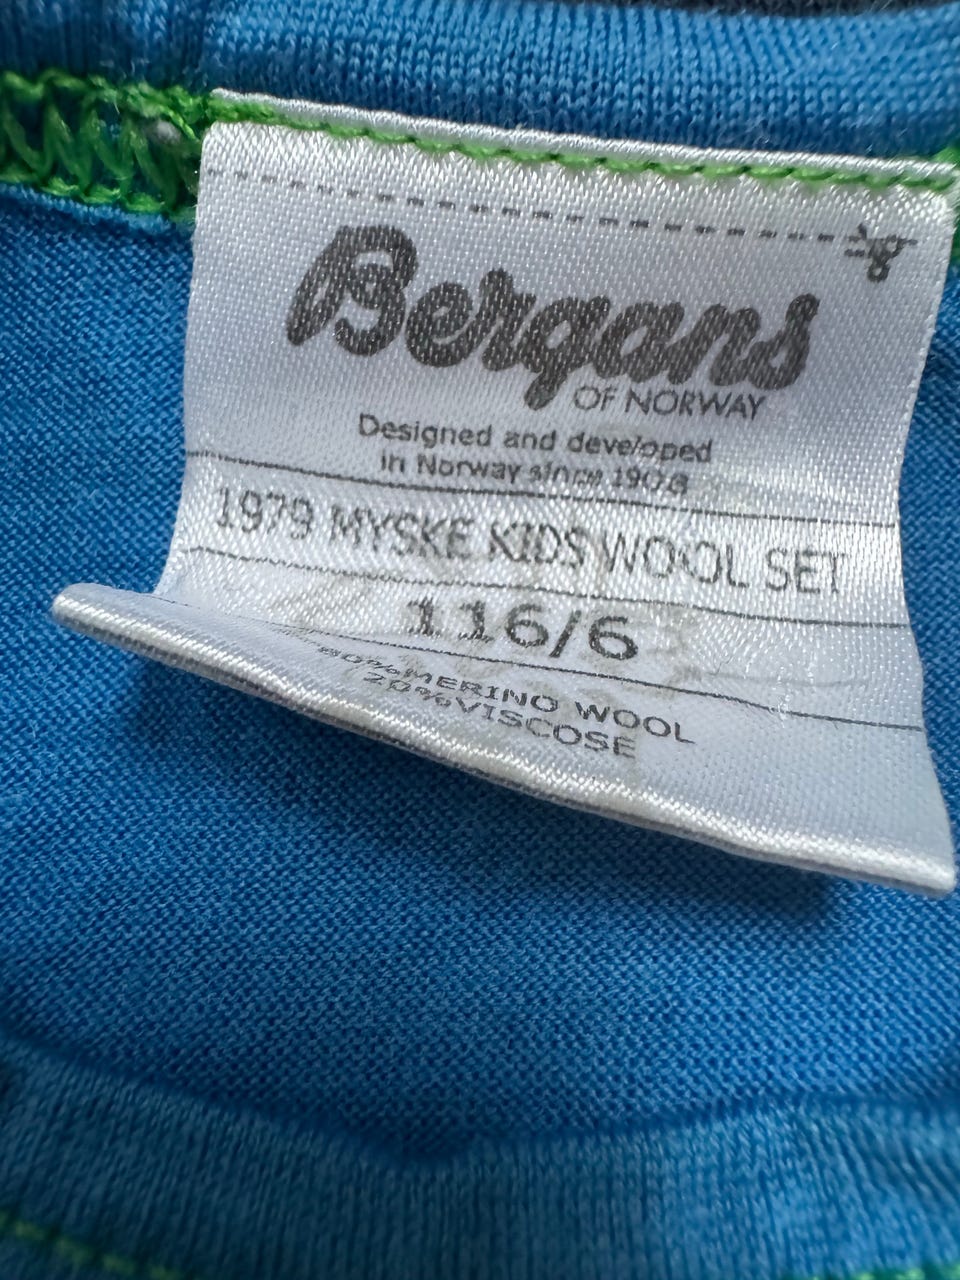 Bergans
OF NORWAY
Designed and developed
in Norway since 1908
1979 MYSKE KIDS WOOL SET
116/6
80%MERINO WOOL
20%VISCOSE